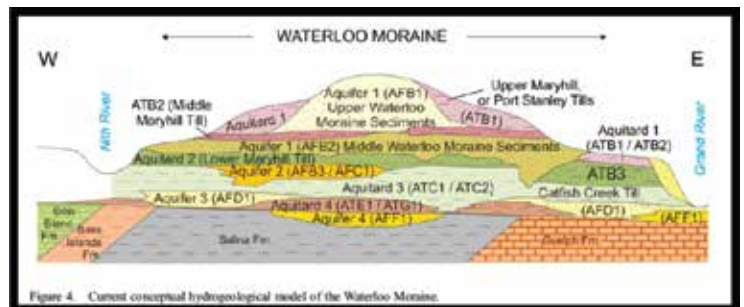 WATERLOO MORAINE
W
E
Nith River
Grand River
ATB2 (Middle
Maryhill Till)
Aquifer 1 (AFB1)
Upper Waterloo
Moraine Sediments
Aquitard 1
(ATB1)
Upper Maryhill,
or Port Stanley Tills
Aquitard 1
(ATB1 / ATB2)
Aquifer 1 (AFB2) Middle Waterloo Moraine Sediments
Aquitard 2 (Lower Maryhill Till)
ATB3
Aquifer 2 (AFB3 / AFC1)
Aquitard 3 (ATC1 / ATC2)
Catfish Creek Till
Aquifer 3 (AFD1)
Aquitard 4 (ATE1 / ATG1)
(AFD1)
Aquifer 4 (AFF1)
(AFF1)
Bass
Islands
Fm
Salina Fm
Guelph Fm
Figure 4. Current conceptual hydrogeological model of the Waterloo Moraine.